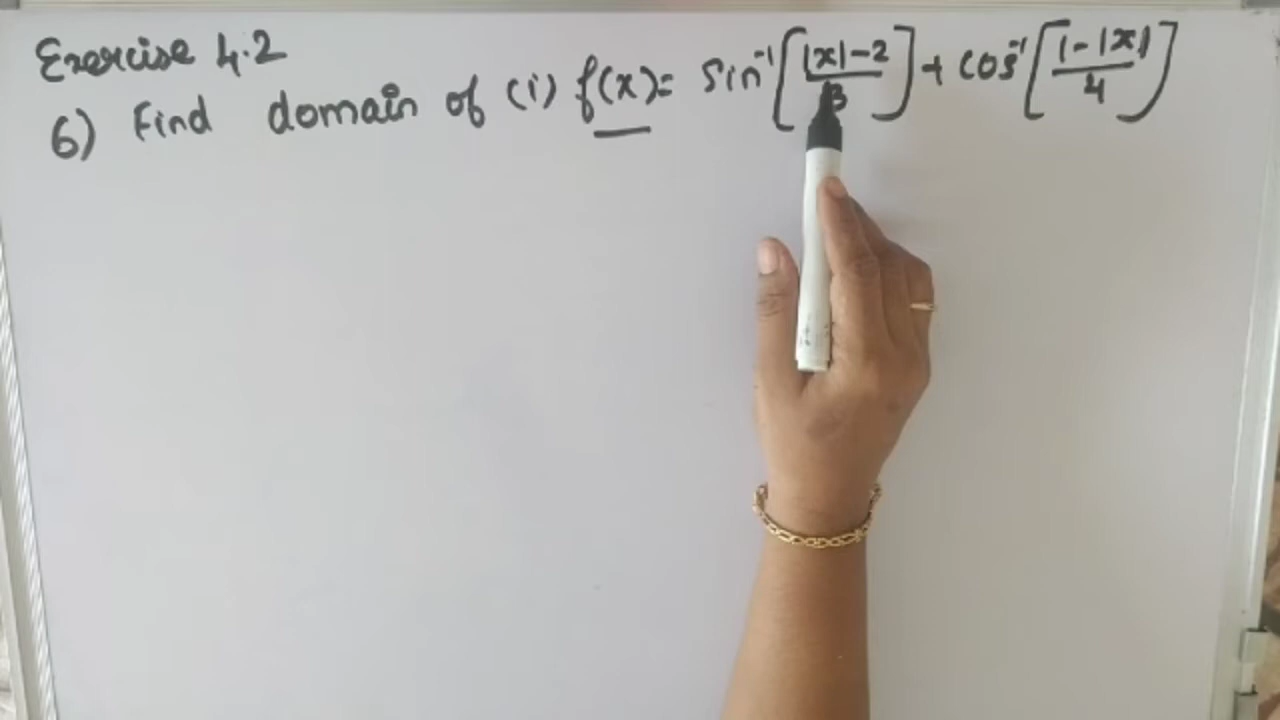 Exercise 4.2
6) Find domain of (i) f(x) = Sin⁻¹[(|x|-2)/3] + cos⁻¹[(1-|x|)/4]